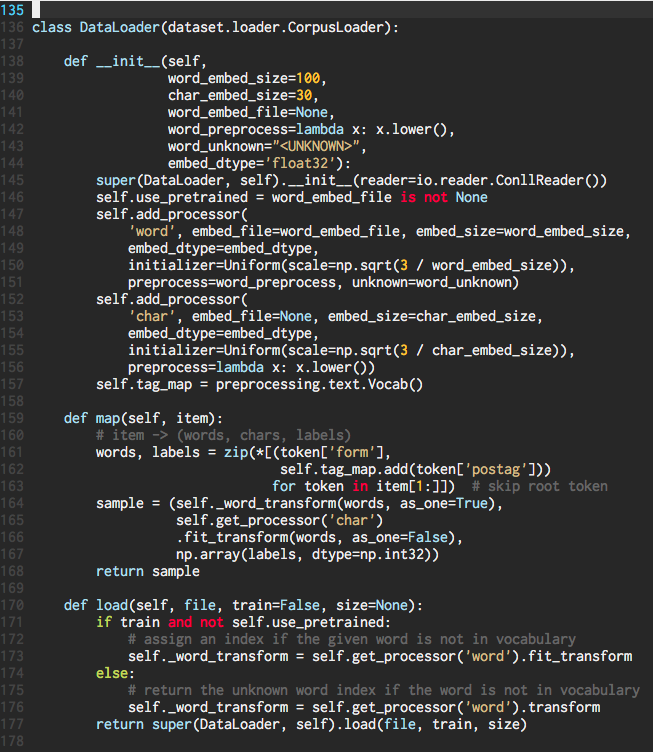 135
136 class DataLoader(dataset.loader.CorpusLoader):
137
138     def __init__(self,
139                  word_embed_size=100,
140                  char_embed_size=30,
141                  word_embed_file=None,
142                  word_preprocess=lambda x: x.lower(),
143                  word_unknown="<UNKNOWN>",
144                  embed_dtype='float32'):
145         super(DataLoader, self).__init__(reader=io.reader.ConllReader())
146         self.use_pretrained = word_embed_file is not None
147         self.add_processor(
148             'word', embed_file=word_embed_file, embed_size=word_embed_size,
149             embed_dtype=embed_dtype,
150             initializer=Uniform(scale=np.sqrt(3 / word_embed_size)),
151             preprocess=word_preprocess, unknown=word_unknown)
152         self.add_processor(
153             'char', embed_file=None, embed_size=char_embed_size,
154             embed_dtype=embed_dtype,
155             initializer=Uniform(scale=np.sqrt(3 / char_embed_size)),
156             preprocess=lambda x: x.lower())
157         self.tag_map = preprocessing.text.Vocab()
158
159     def map(self, item):
160         # item -> (words, chars, labels)
161         words, labels = zip(*[(token['form'],
162                                self.tag_map.add(token['postag']))
163                               for token in item[1:]])  # skip root token
164         sample = (self._word_transform(words, as_one=True),
165                   self.get_processor('char')
166                   .fit_transform(words, as_one=False),
167                   np.array(labels, dtype=np.int32))
168         return sample
169
170     def load(self, file, train=False, size=None):
171         if train and not self.use_pretrained:
172             # assign an index if the given word is not in vocabulary
173             self._word_transform = self.get_processor('word').fit_transform
174         else:
175             # return the unknown word index if the word is not in vocabulary
176             self._word_transform = self.get_processor('word').transform
177         return super(DataLoader, self).load(file, train, size)
178